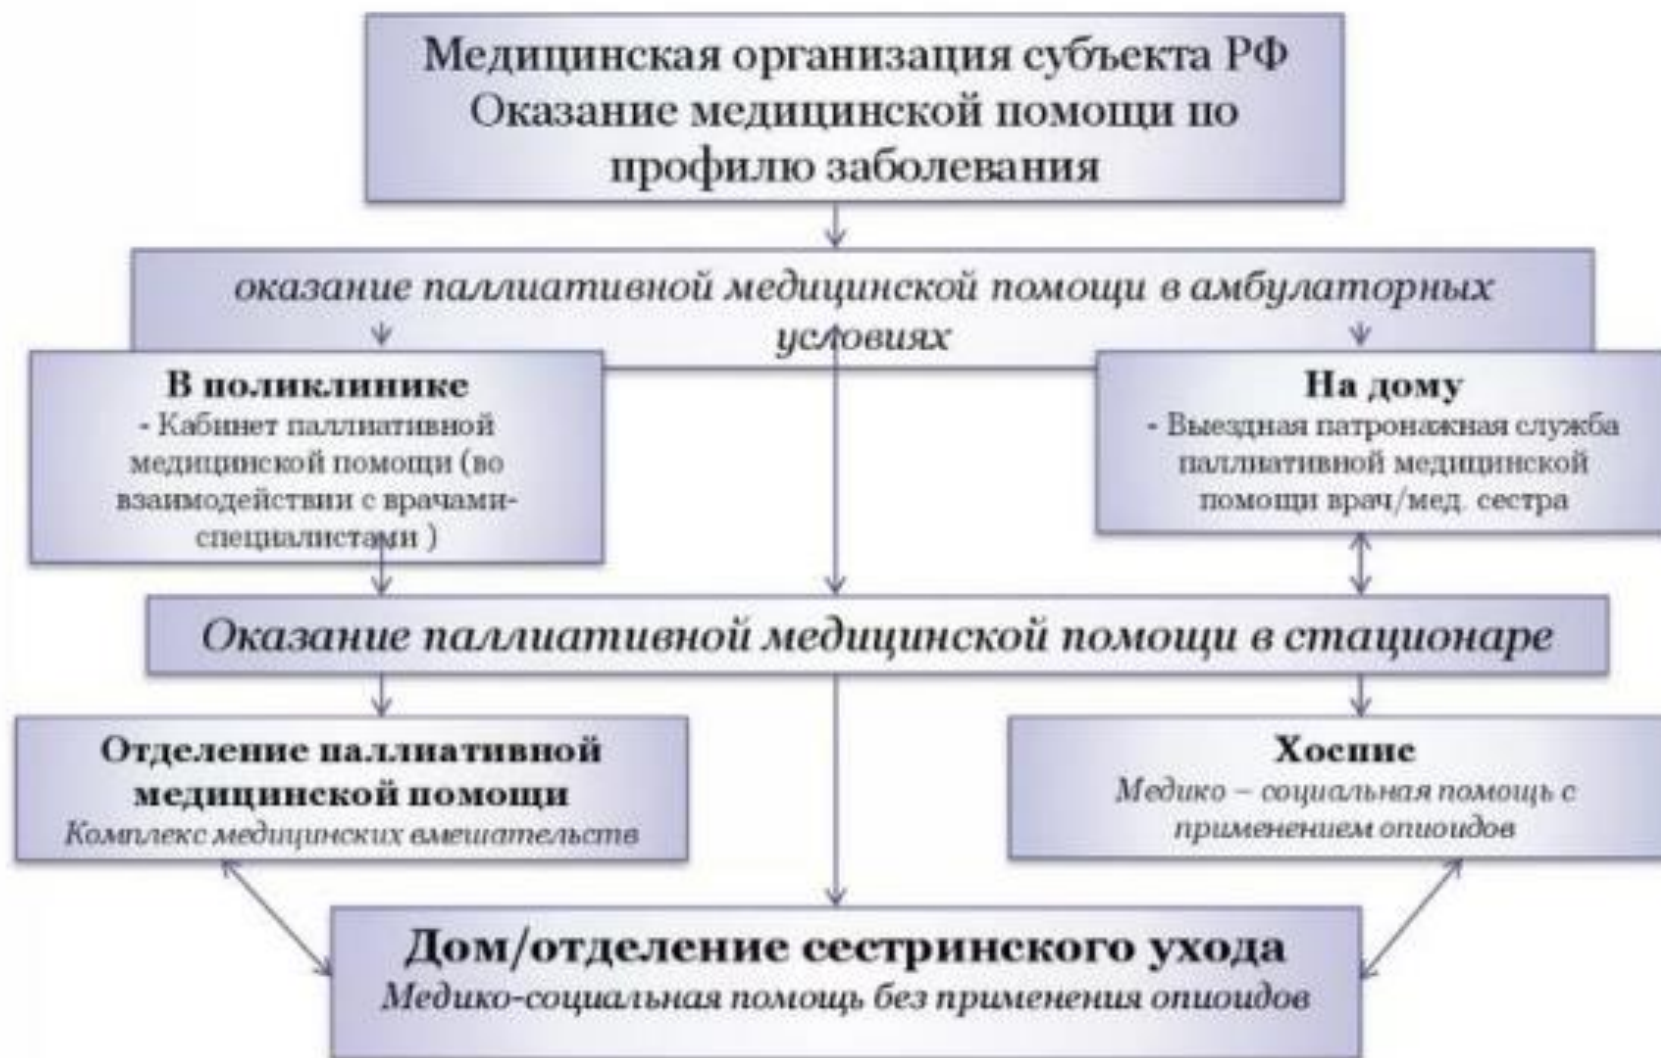 Медицинская организация субъекта РФ
Оказание медицинской помощи по
профилю заболевания
оказание паллиативной медицинской помощи в амбулаторных
условиях
В поликлинике
- Кабинет паллиативной
медицинской помощи (во
взаимодействии с врачами-
специалистами )
На дому
- Выездная патронажная служба
паллиативной медицинской
помощи врач/мед. сестра
Оказание паллиативной медицинской помощи в стационаре
Отделение паллиативной
медицинской помощи
Комплекс медицинских вмешательств
Хоспис
Медико – социальная помощь с
применением опиоидов
Дом/отделение сестринского ухода
Медико-социальная помощь без применения опиоидов